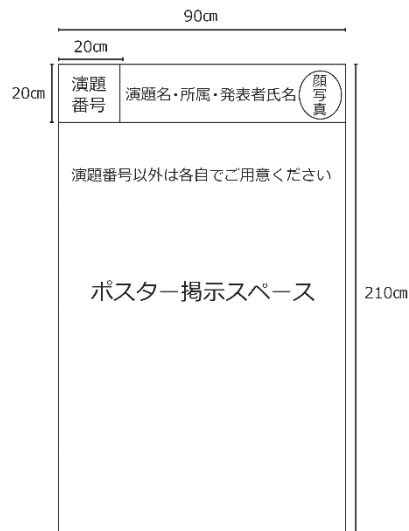 90㎝
20㎝
20㎝
演題
番号
演題名・所属・発表者氏名
顔
写
真
演題番号以外は各自でご用意ください
ポスター掲示スペース
210㎝